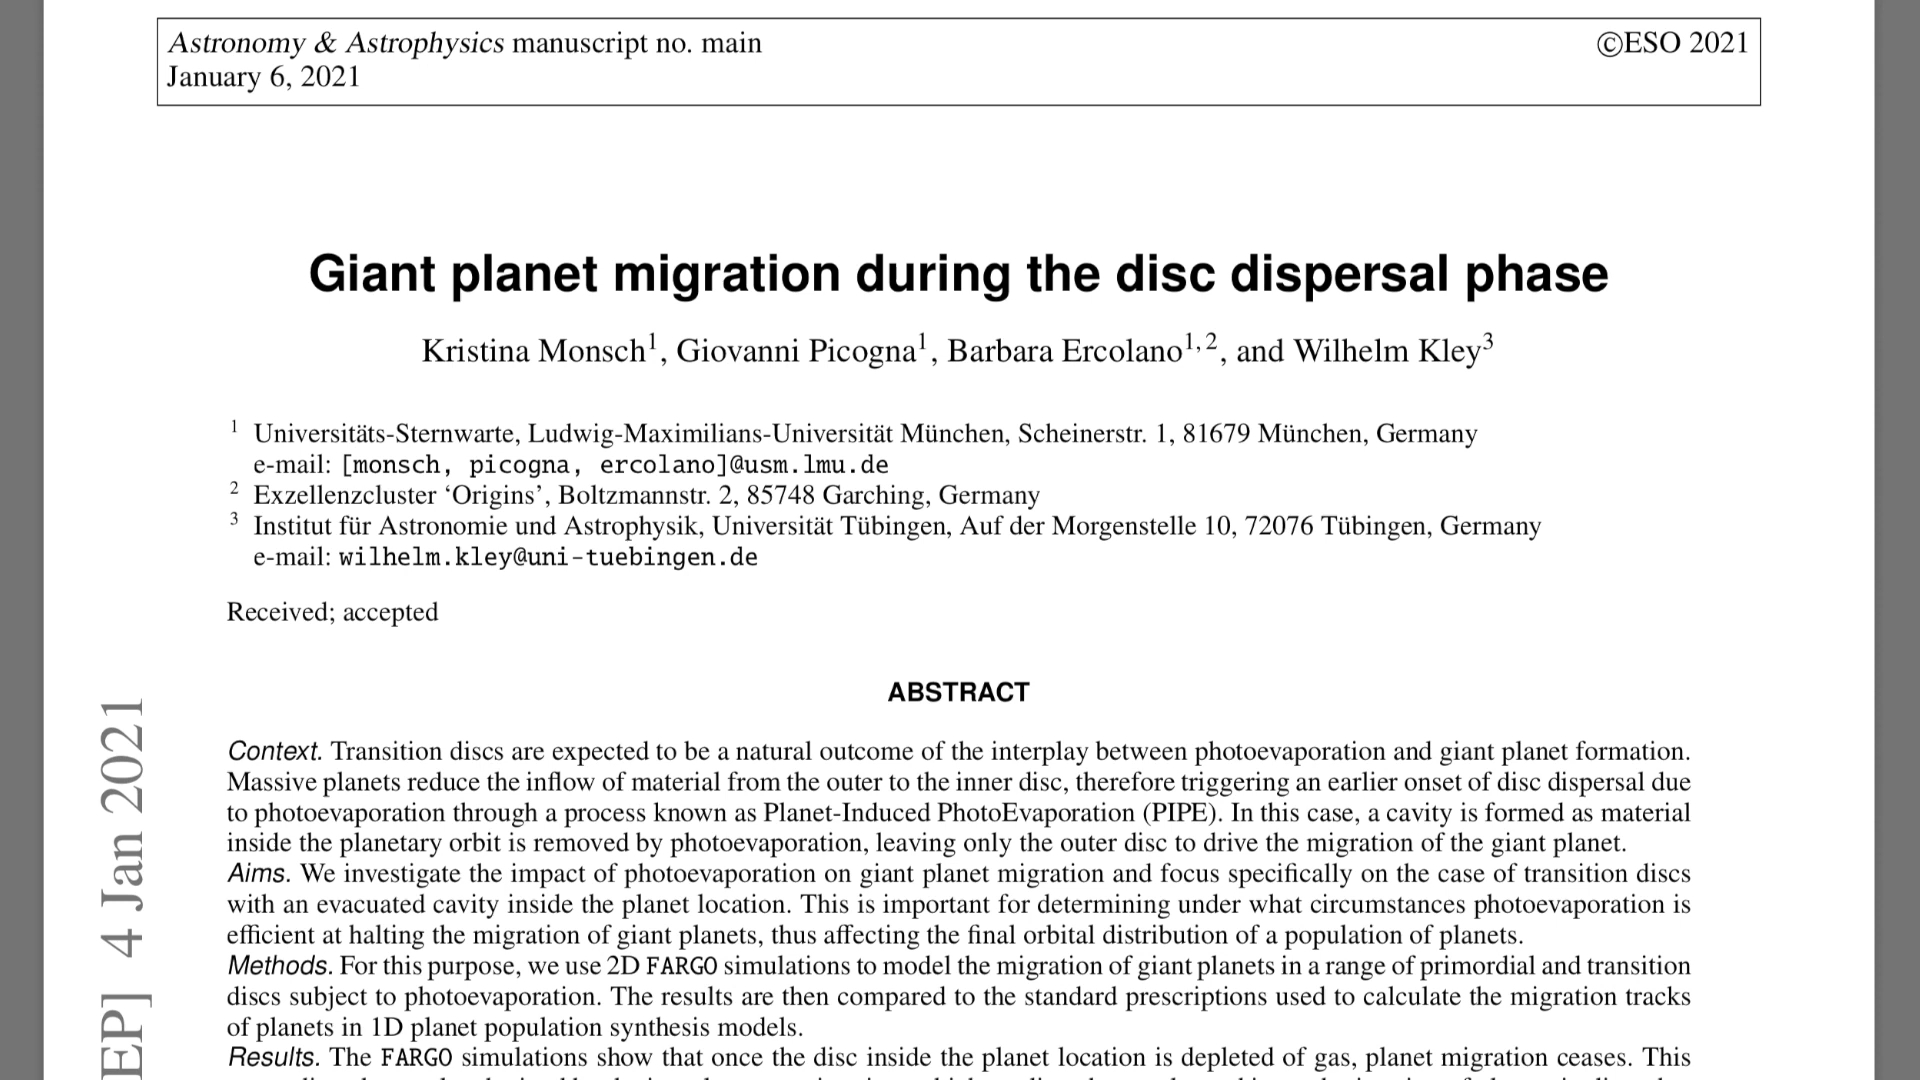 Astronomy & Astrophysics manuscript no. main ©ESO 2021
January 6, 2021
Giant planet migration during the disc dispersal phase
Kristina Monsch1, Giovanni Picogna1, Barbara Ercolano1,2, and Wilhelm Kley3
1 Universitäts-Sternwarte, Ludwig-Maximilians-Universität München, Scheinerstr. 1, 81679 München, Germany
e-mail: [monsch, picogna, ercolano]@usm.lmu.de
2 Exzellenzcluster ‘Origins’, Boltzmannstr. 2, 85748 Garching, Germany
3 Institut für Astronomie und Astrophysik, Universität Tübingen, Auf der Morgenstelle 10, 72076 Tübingen, Germany
e-mail: wilhelm.kley@uni-tuebingen.de
Received; accepted
ABSTRACT
Context. Transition discs are expected to be a natural outcome of the interplay between photoevaporation and giant planet formation.
Massive planets reduce the inflow of material from the outer to the inner disc, therefore triggering an earlier onset of disc dispersal due
to photoevaporation through a process known as Planet-Induced PhotoEvaporation (PIPE). In this case, a cavity is formed as material
inside the planetary orbit is removed by photoevaporation, leaving only the outer disc to drive the migration of the giant planet.
Aims. We investigate the impact of photoevaporation on giant planet migration and focus specifically on the case of transition discs
with an evacuated cavity inside the planet location. This is important for determining under what circumstances photoevaporation is
efficient at halting the migration of giant planets, thus affecting the final orbital distribution of a population of planets.
Methods. For this purpose, we use 2D FARGO simulations to model the migration of giant planets in a range of primordial and transition
discs subject to photoevaporation. The results are then compared to the standard prescriptions used to calculate the migration tracks
of planets in 1D planet population synthesis models.
Results. The FARGO simulations show that once the disc inside the planet location is depleted of gas, planet migration ceases. This
EP] 4 Jan 2021